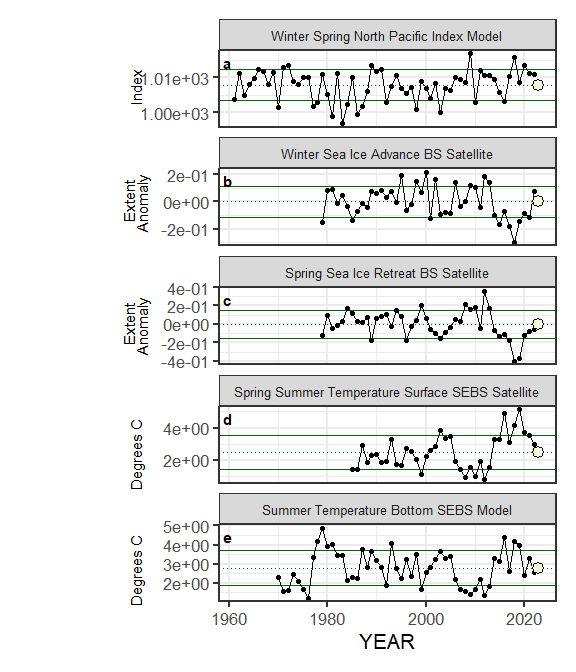 Winter Spring North Pacific Index Model
a
Index
1.01e+03
1.00e+03
Winter Sea Ice Advance BS Satellite
b
Extent
Anomaly
2e-01
0e+00
-2e-01
Spring Sea Ice Retreat BS Satellite
c
Extent
Anomaly
4e-01
2e-01
0e+00
-2e-01
-4e-01
Spring Summer Temperature Surface SEBS Satellite
d
Degrees C
4e+00
2e+00
Summer Temperature Bottom SEBS Model
e
Degrees C
5e+00
4e+00
3e+00
2e+00
1960 1980 2000 2020
YEAR